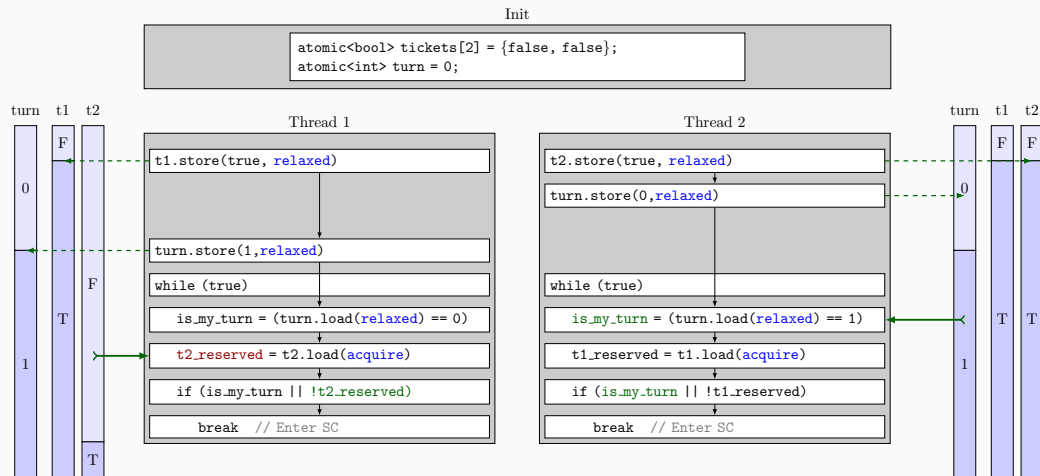 Init
atomic<bool> tickets[2] = {false, false};
atomic<int> turn = 0;
turn t1 t2
F
0
1
T
F
T
Thread 1
t1.store(true, relaxed)
turn.store(1,relaxed)
while (true)
is_my_turn = (turn.load(relaxed) == 0)
t2_reserved = t2.load(acquire)
if (is_my_turn || !t2_reserved)
break // Enter SC
Thread 2
t2.store(true, relaxed)
turn.store(0,relaxed)
while (true)
is_my_turn = (turn.load(relaxed) == 1)
t1_reserved = t1.load(acquire)
if (is_my_turn || !t1_reserved)
break // Enter SC
turn t1 t2
F F
0
T T
1